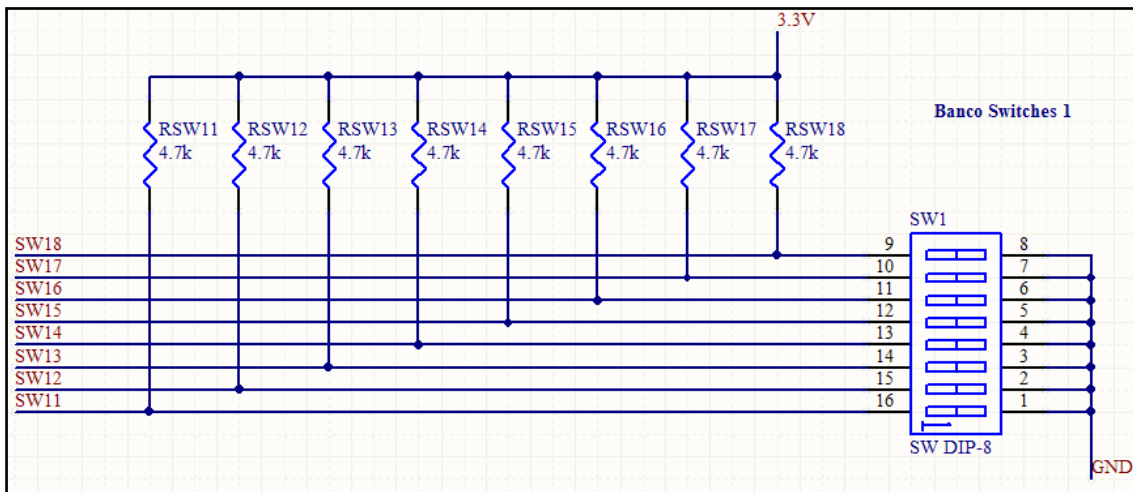 3.3V
Banco Switches 1
RSW11 RSW12 RSW13 RSW14 RSW15 RSW16 RSW17 RSW18
4.7k 4.7k 4.7k 4.7k 4.7k 4.7k 4.7k 4.7k
SW1
SW18 9 8
SW17 10 7
SW16 11 6
SW15 12 5
SW14 13 4
SW13 14 3
SW12 15 2
SW11 16 1
1
SW DIP-8
GND